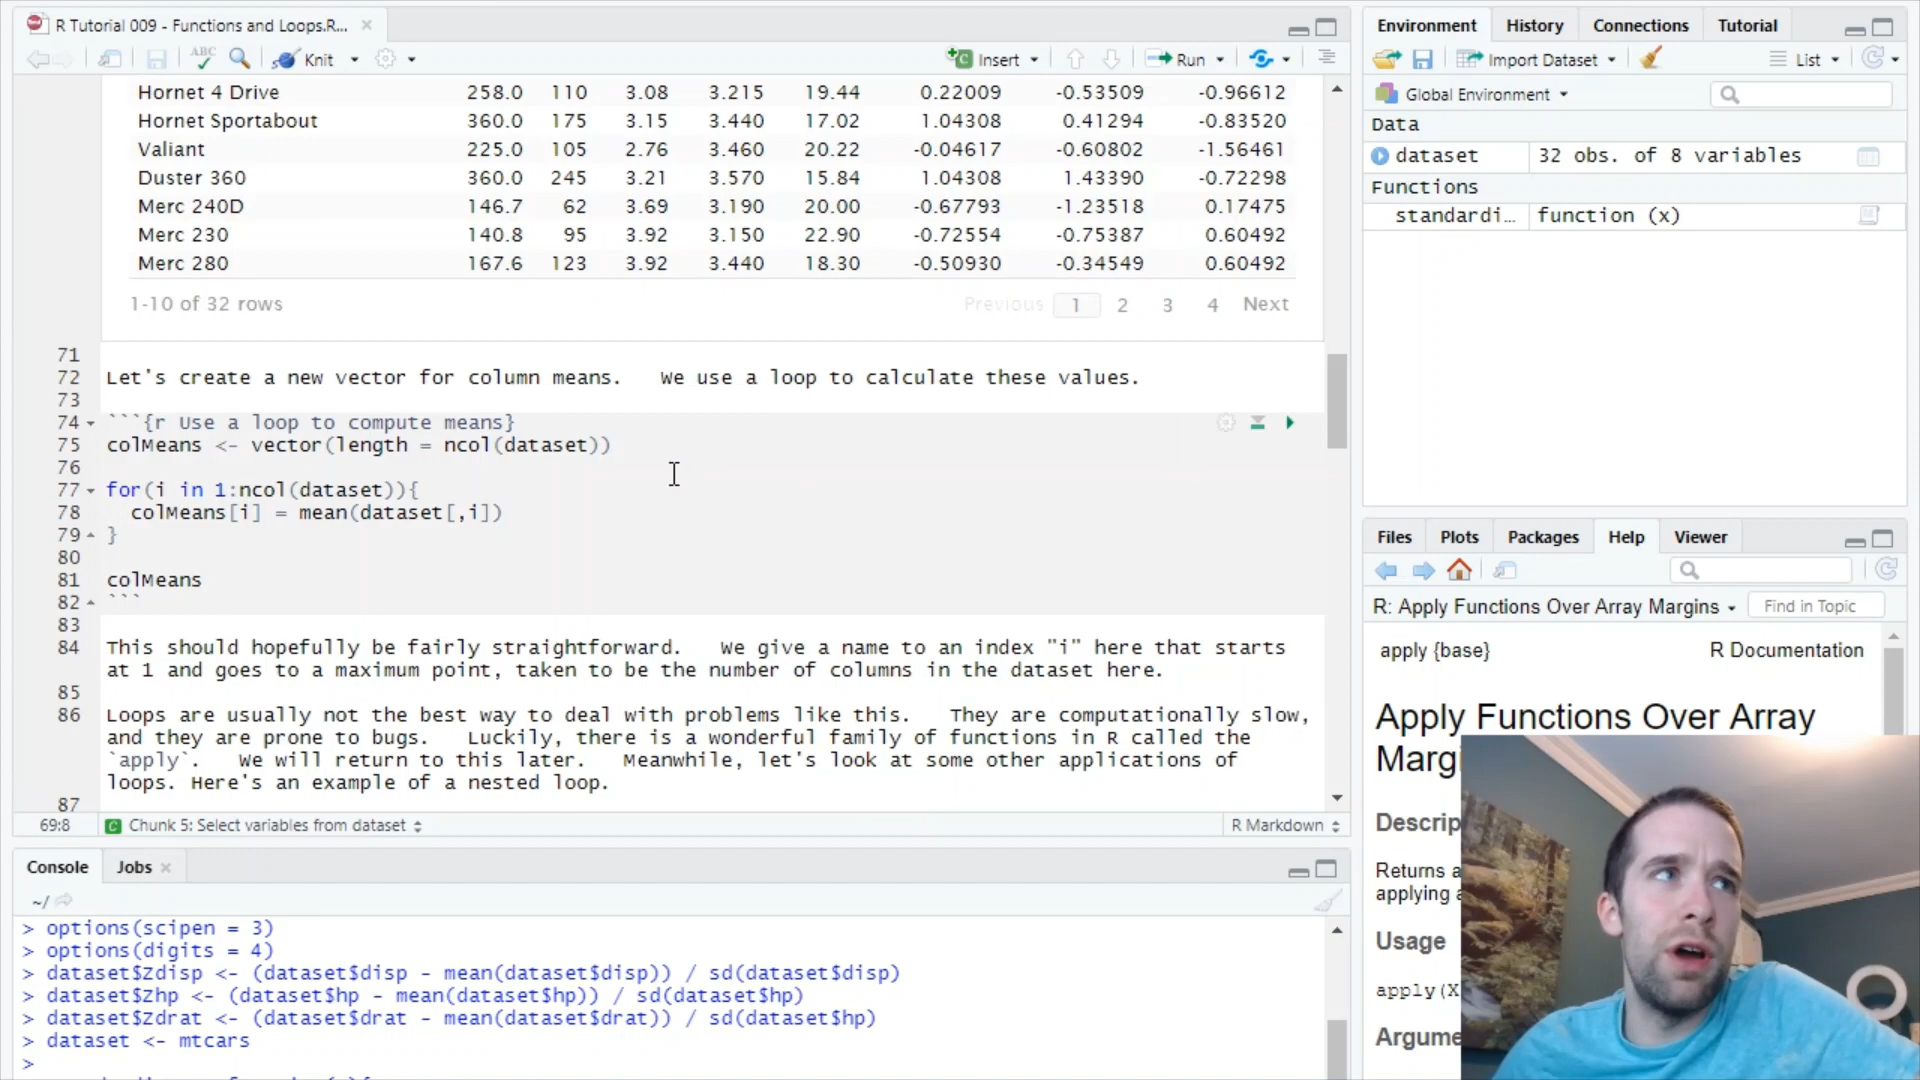 R Tutorial 009 - Functions and Loops.R...
ABC
Knit
Insert
Run
Hornet 4 Drive 258.0 110 3.08 3.215 19.44 0.22009 -0.53509 -0.96612
Hornet Sportabout 360.0 175 3.15 3.440 17.02 1.04308 0.41294 -0.83520
Valiant 225.0 105 2.76 3.460 20.22 -0.04617 -0.60802 -1.56461
Duster 360 360.0 245 3.21 3.570 15.84 1.04308 1.43390 -0.72298
Merc 240D 146.7 62 3.69 3.190 20.00 -0.67793 -1.23518 0.17475
Merc 230 140.8 95 3.92 3.150 22.90 -0.72554 -0.75387 0.60492
Merc 280 167.6 123 3.92 3.440 18.30 -0.50930 -0.34549 0.60492
1-10 of 32 rows Previous 1 2 3 4 Next
71
72 Let's create a new vector for column means. We use a loop to calculate these values.
73
74 ```{r Use a loop to compute means}
75 colMeans <- vector(length = ncol(dataset))
76
77 for(i in 1:ncol(dataset)){
78 colMeans[i] = mean(dataset[,i])
79 }
80
81 colMeans
82 ```
83
84 This should hopefully be fairly straightforward. We give a name to an index "i" here that starts
at 1 and goes to a maximum point, taken to be the number of columns in the dataset here.
85
86 Loops are usually not the best way to deal with problems like this. They are computationally slow,
and they are prone to bugs. Luckily, there is a wonderful family of functions in R called the
`apply`. We will return to this later. Meanwhile, let's look at some other applications of
loops. Here's an example of a nested loop.
87
69:8 Chunk 5: Select variables from dataset R Markdown
Console Jobs
~/
> options(scipen = 3)
> options(digits = 4)
> dataset$Zdisp <- (dataset$disp - mean(dataset$disp)) / sd(dataset$disp)
> dataset$Zhp <- (dataset$hp - mean(dataset$hp)) / sd(dataset$hp)
> dataset$Zdrat <- (dataset$drat - mean(dataset$drat)) / sd(dataset$hp)
> dataset <- mtcars
>
Environment History Connections Tutorial
Import Dataset List
Global Environment
Data
dataset 32 obs. of 8 variables
Functions
standardi... function (x)
Files Plots Packages Help Viewer
R: Apply Functions Over Array Margins Find in Topic
apply {base} R Documentation
Apply Functions Over Array
Margi
Descrip
Returns a
applying a
Usage
apply(X
Argume